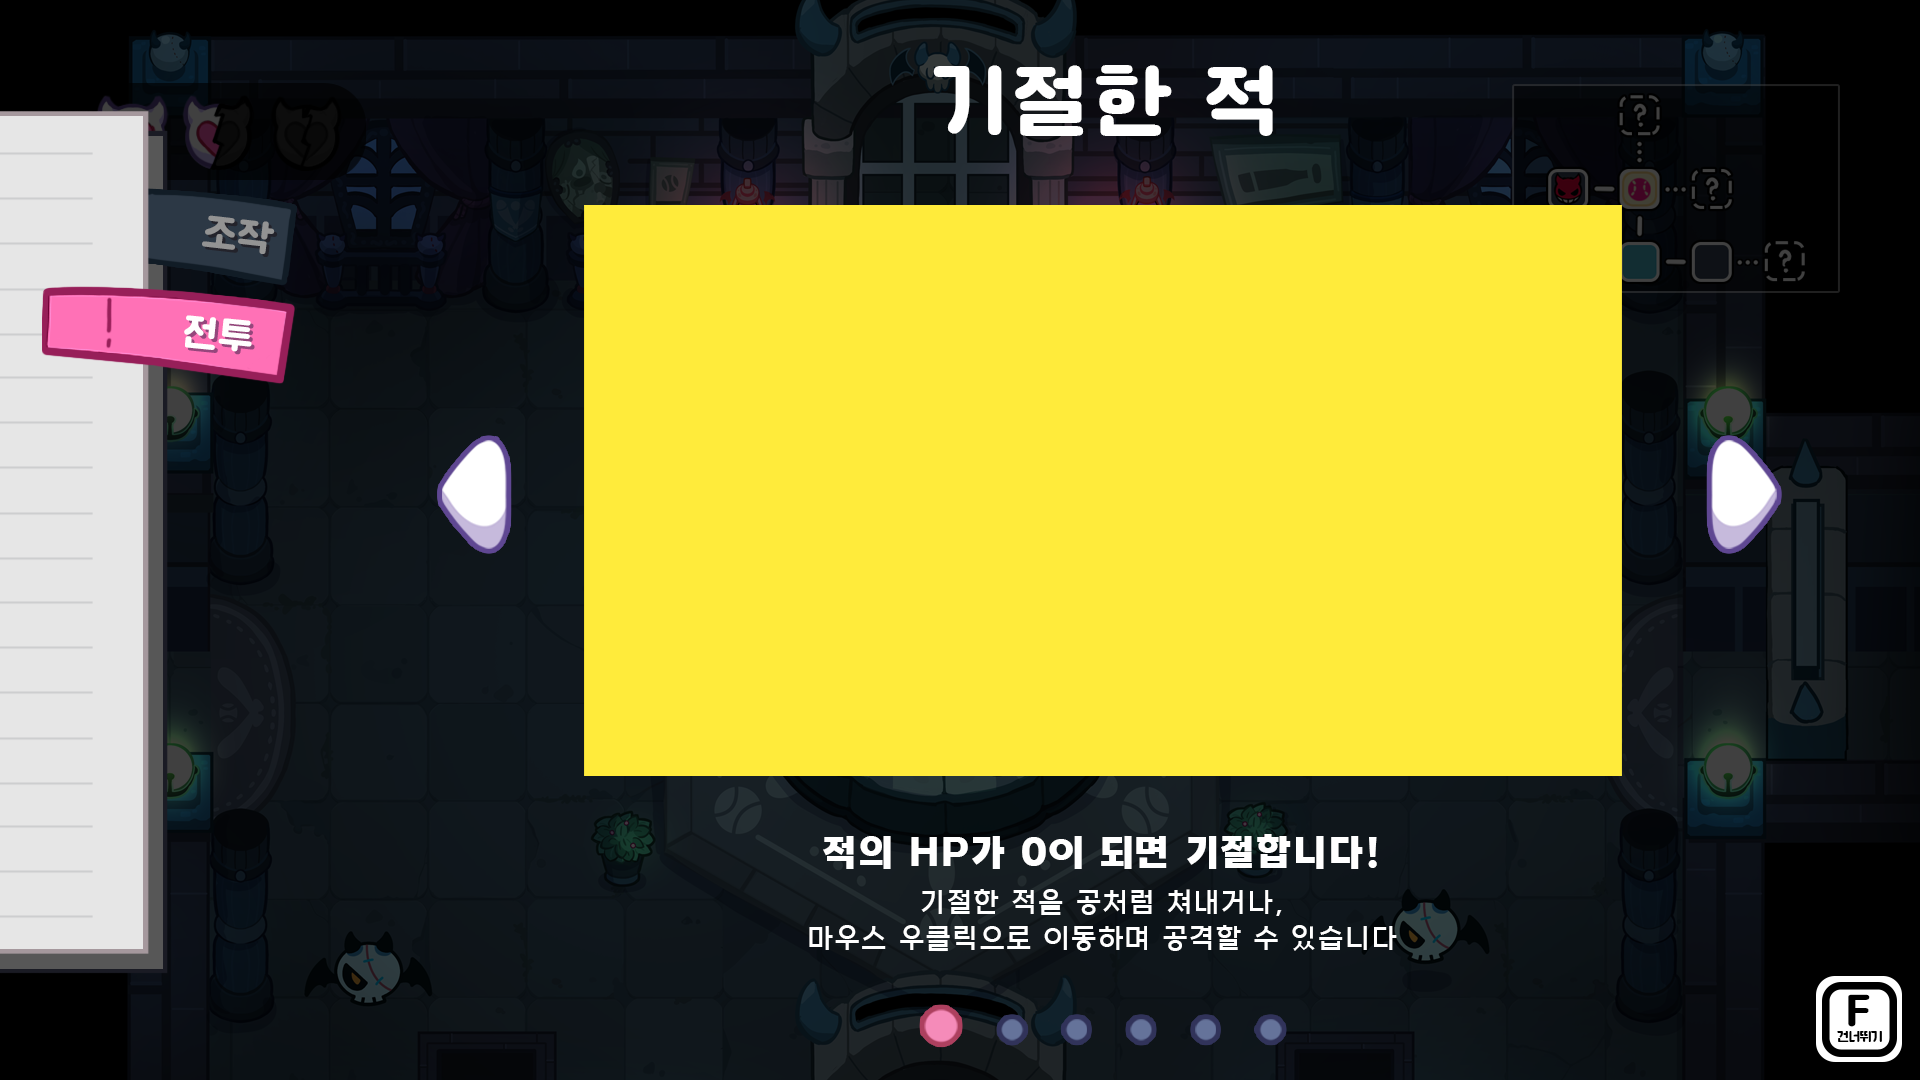 기절한 적
조작
전투
?
?
?
적의 HP가 0이 되면 기절합니다!
기절한 적을 공처럼 쳐내거나,
마우스 우클릭으로 이동하며 공격할 수 있습니다
F
건너뛰기